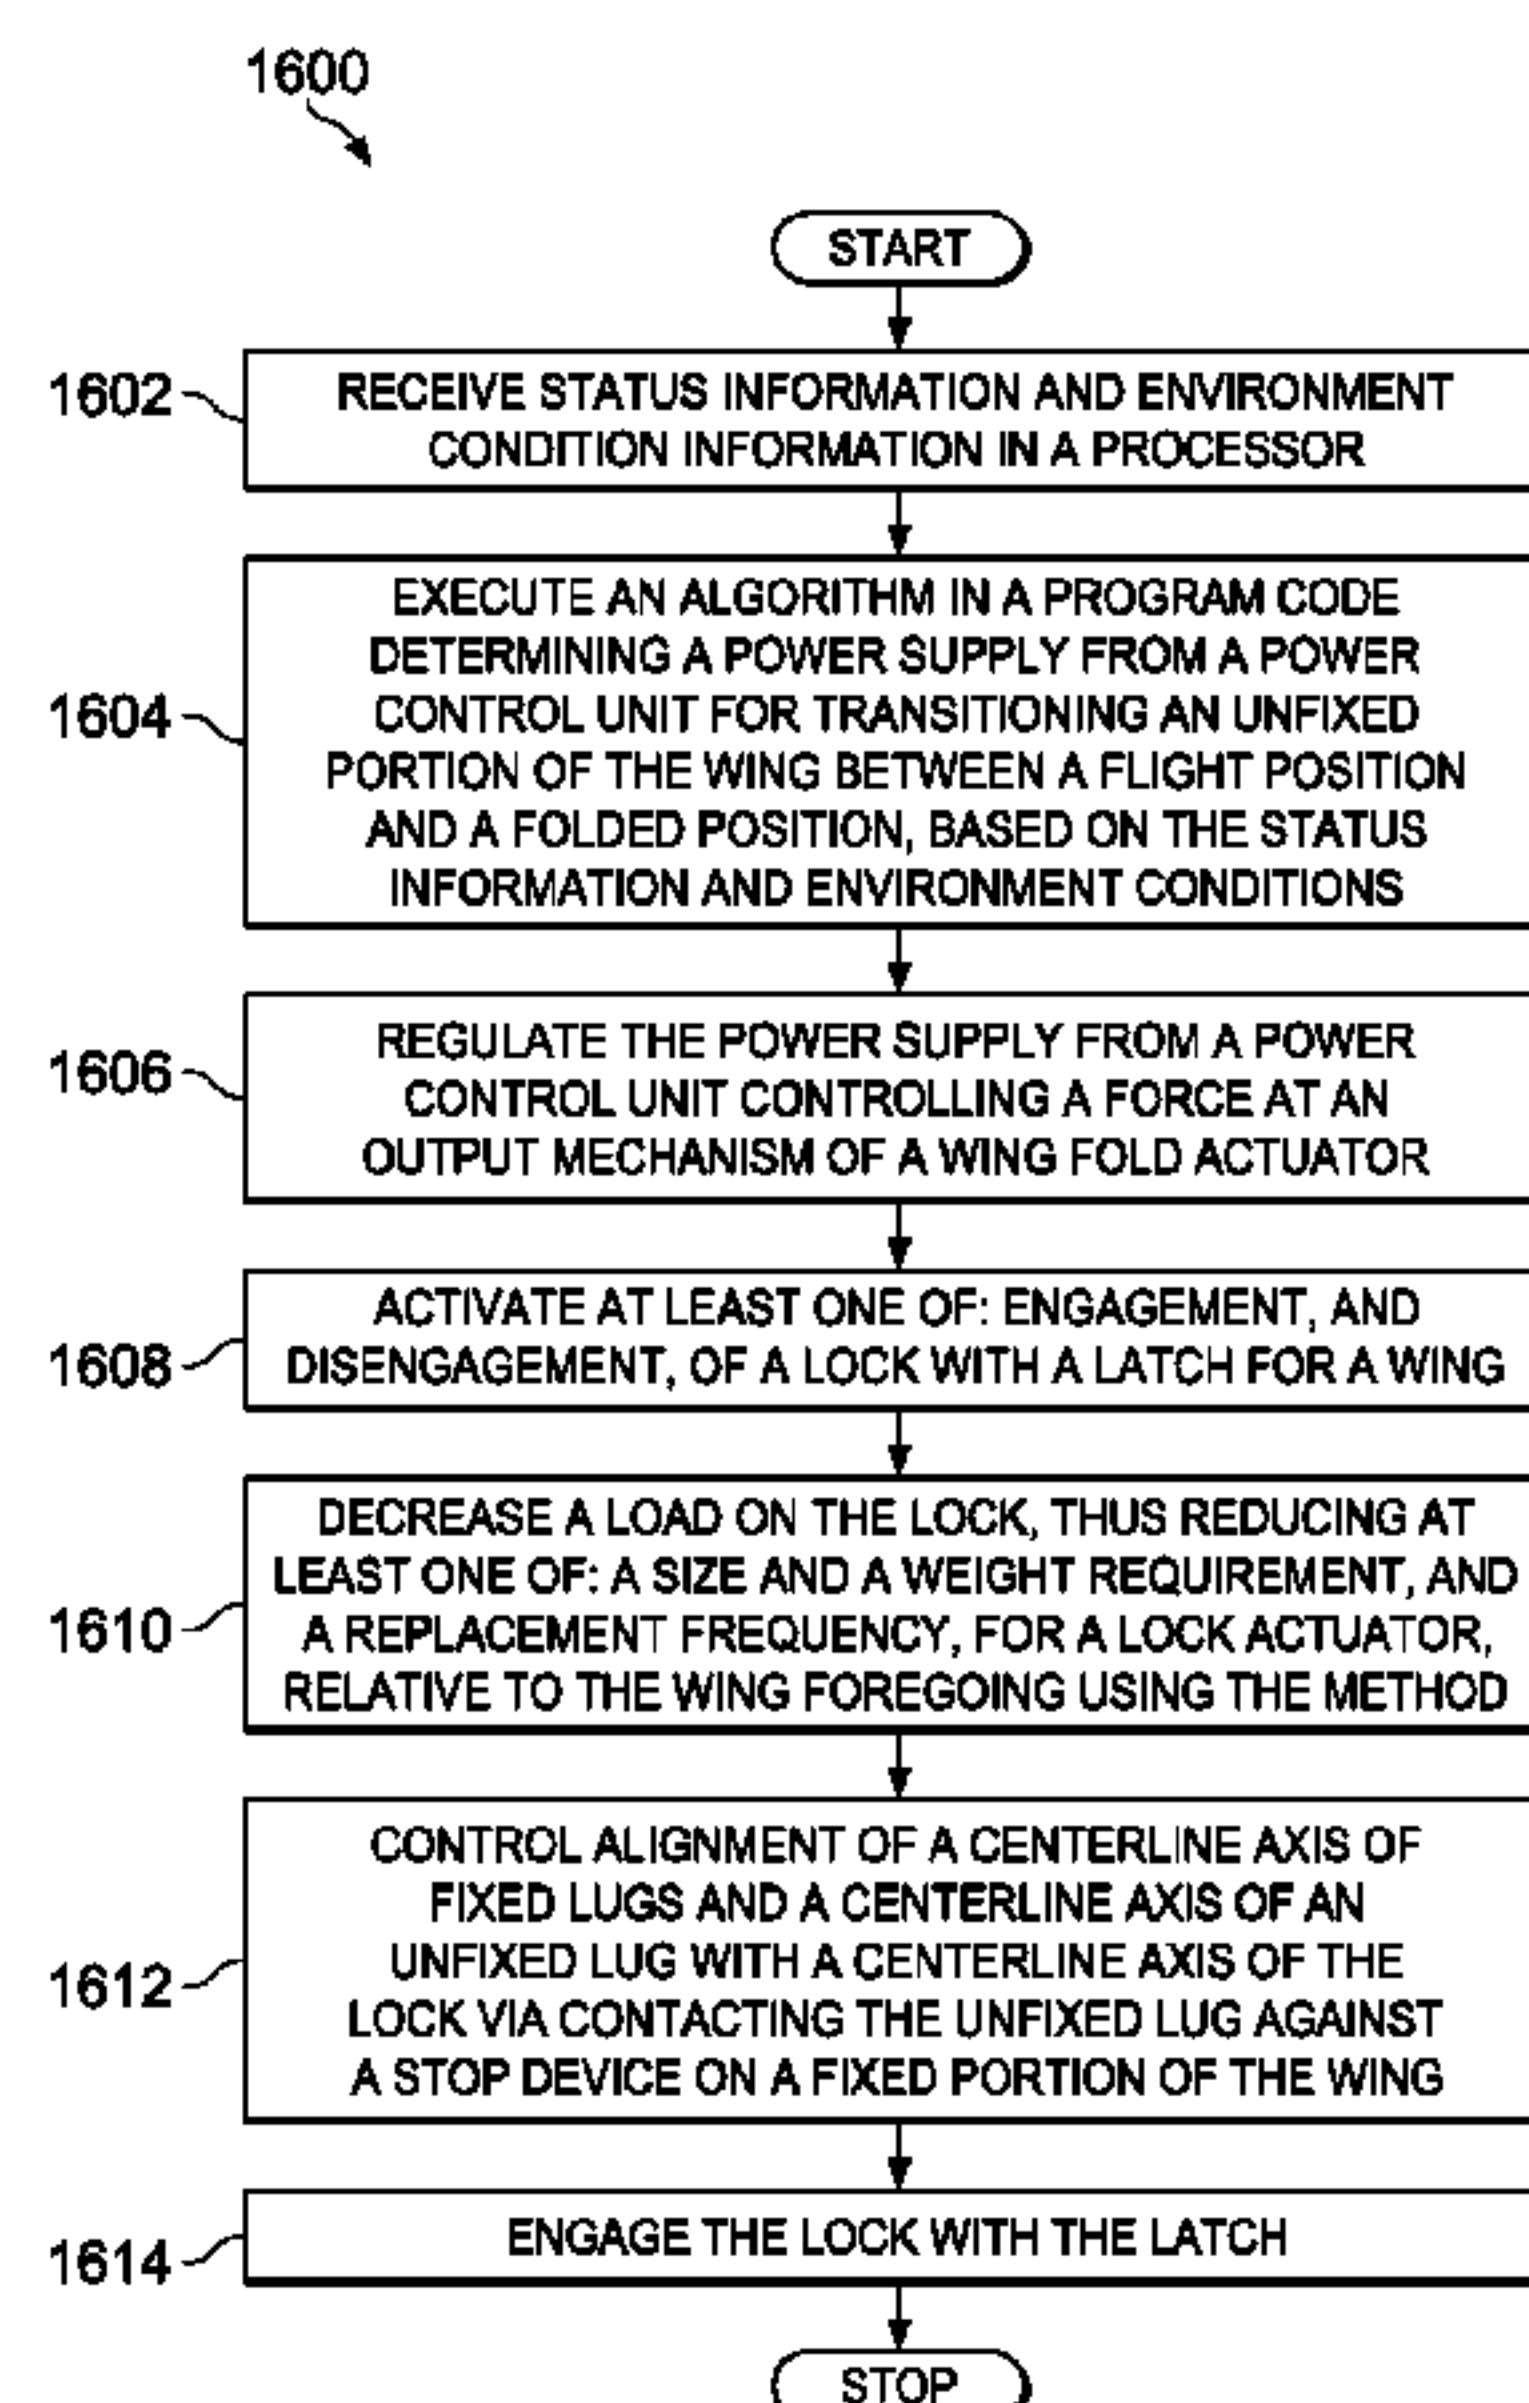 1600
START
1602
RECEIVE STATUS INFORMATION AND ENVIRONMENT
CONDITION INFORMATION IN A PROCESSOR
1604
EXECUTE AN ALGORITHM IN A PROGRAM CODE
DETERMINING A POWER SUPPLY FROM A POWER
CONTROL UNIT FOR TRANSITIONING AN UNFIXED
PORTION OF THE WING BETWEEN A FLIGHT POSITION
AND A FOLDED POSITION, BASED ON THE STATUS
INFORMATION AND ENVIRONMENT CONDITIONS
1606
REGULATE THE POWER SUPPLY FROM A POWER
CONTROL UNIT CONTROLLING A FORCE AT AN
OUTPUT MECHANISM OF A WING FOLD ACTUATOR
1608
ACTIVATE AT LEAST ONE OF: ENGAGEMENT, AND
DISENGAGEMENT, OF A LOCK WITH A LATCH FOR A WING
1610
DECREASE A LOAD ON THE LOCK, THUS REDUCING AT
LEAST ONE OF: A SIZE AND A WEIGHT REQUIREMENT, AND
A REPLACEMENT FREQUENCY, FOR A LOCK ACTUATOR,
RELATIVE TO THE WING FOREGOING USING THE METHOD
1612
CONTROL ALIGNMENT OF A CENTERLINE AXIS OF
FIXED LUGS AND A CENTERLINE AXIS OF AN
UNFIXED LUG WITH A CENTERLINE AXIS OF THE
LOCK VIA CONTACTING THE UNFIXED LUG AGAINST
A STOP DEVICE ON A FIXED PORTION OF THE WING
1614
ENGAGE THE LOCK WITH THE LATCH
STOP